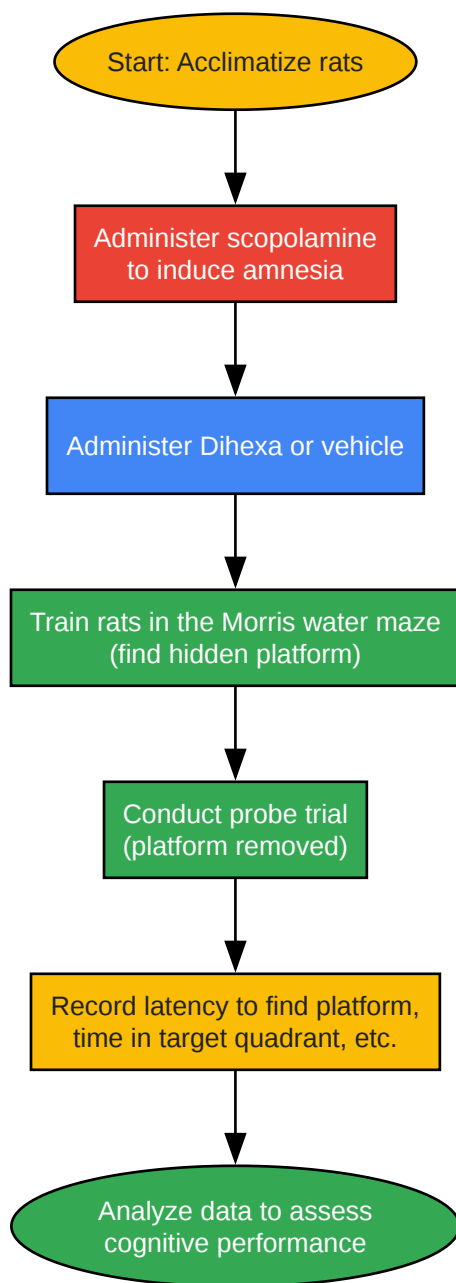 Start: Acclimatize rats
Administer scopolamine
to induce amnesia
Administer Dihexa or vehicle
Train rats in the Morris water maze
(find hidden platform)
Conduct probe trial
(platform removed)
Record latency to find platform,
time in target quadrant, etc.
Analyze data to assess
cognitive performance